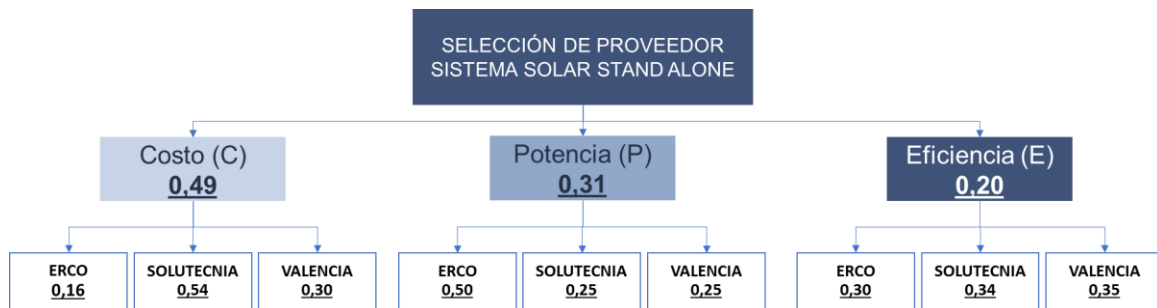 SELECCIÓN DE PROVEEDOR
SISTEMA SOLAR STAND ALONE
Costo (C)
0,49
Potencia (P)
0,31
Eficiencia (E)
0,20
ERCO
0,16
SOLUTECNIA
0,54
VALENCIA
0,30
ERCO
0,50
SOLUTECNIA
0,25
VALENCIA
0,25
ERCO
0,30
SOLUTECNIA
0,34
VALENCIA
0,35